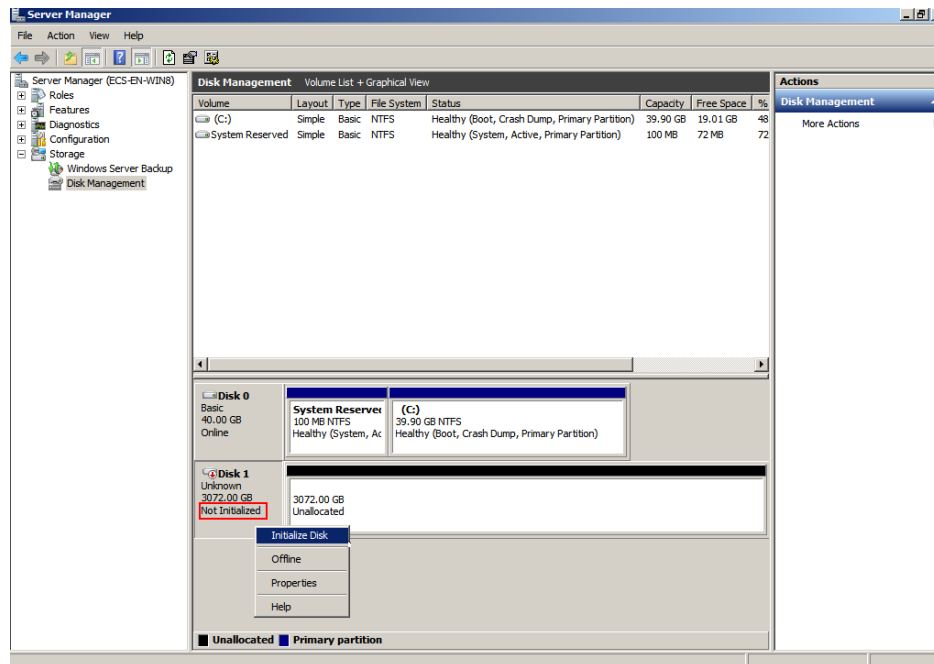 Server Manager
File Action View Help
Server Manager (ECS-EN-WIN8)
Roles
Features
Diagnostics
Configuration
Storage
Windows Server Backup
Disk Management
Disk Management Volume List + Graphical View
Volume Layout Type File System Status Capacity Free Space %
(C:) Simple Basic NTFS Healthy (Boot, Crash Dump, Primary Partition) 39.90 GB 19.01 GB 48
System Reserved Simple Basic NTFS Healthy (System, Active, Primary Partition) 100 MB 72 MB 72
Disk 0
Basic
40.00 GB
Online
System Reserve
100 MB NTFS
Healthy (System, Ac
(C:)
39.90 GB NTFS
Healthy (Boot, Crash Dump, Primary Partition)
Disk 1
Unknown
3072.00 GB
Not Initialized
3072.00 GB
Unallocated
Initialize Disk
Offline
Properties
Help
Unallocated Primary partition
Actions
Disk Management
More Actions